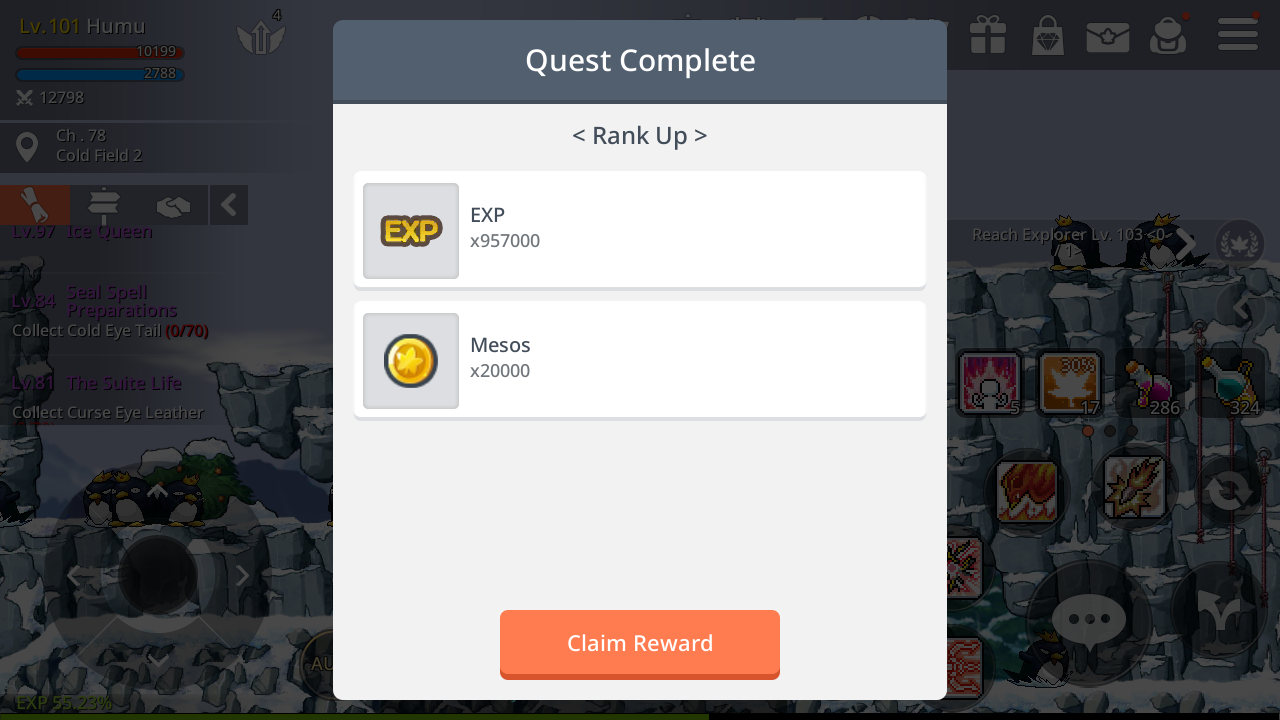 Lv.101 Humu
4
10199
2788
12798
Ch . 78
Cold Field 2
Lv.97 Ice Queen
Lv.84 Seal Spell
Preparations
Collect Cold Eye Tail (0/70)
Lv.81 The Suite Life
Collect Curse Eye Leather
Quest Complete
< Rank Up >
EXP
EXP
x957000
Mesos
x20000
Claim Reward
Reach Explorer Lv. 103 <0
/1>
30%
5
17
286
324
AU
EXP 55.23%